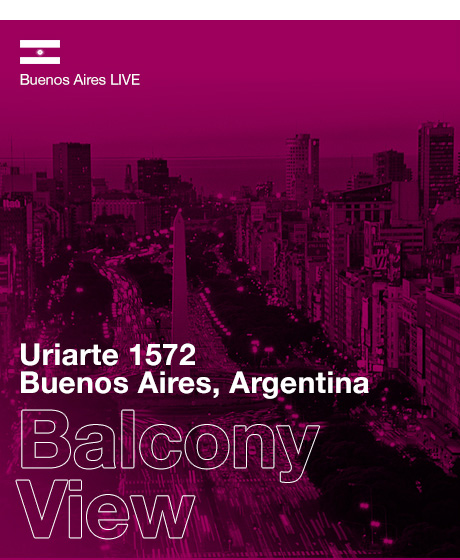 Buenos Aires LIVE
Uriarte 1572
Buenos Aires, Argentina
Balcony
View